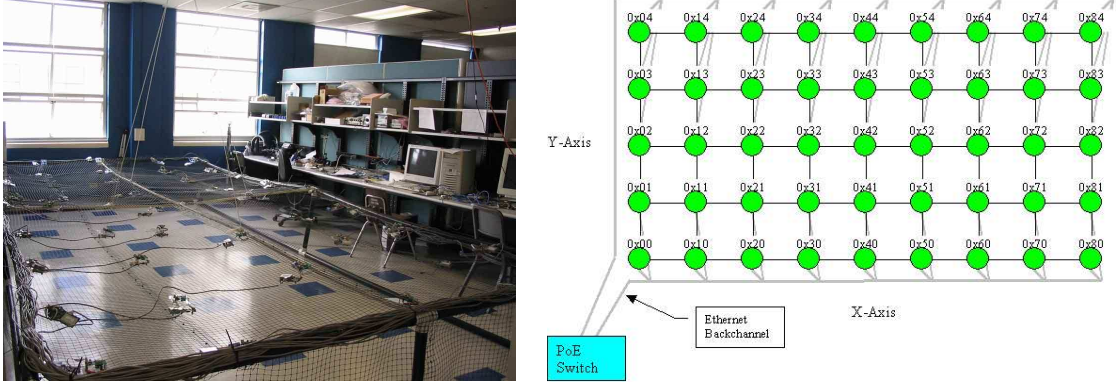 0x04 0x14 0x24 0x34 0x44 0x54 0x64 0x74 0x84
0x03 0x13 0x23 0x33 0x43 0x53 0x63 0x73 0x83
Y-Axis
0x02 0x12 0x22 0x32 0x42 0x52 0x62 0x72 0x82
0x01 0x11 0x21 0x31 0x41 0x51 0x61 0x71 0x81
0x00 0x10 0x20 0x30 0x40 0x50 0x60 0x70 0x80
X-Axis
Ethernet
Backchannel
PoE
Switch